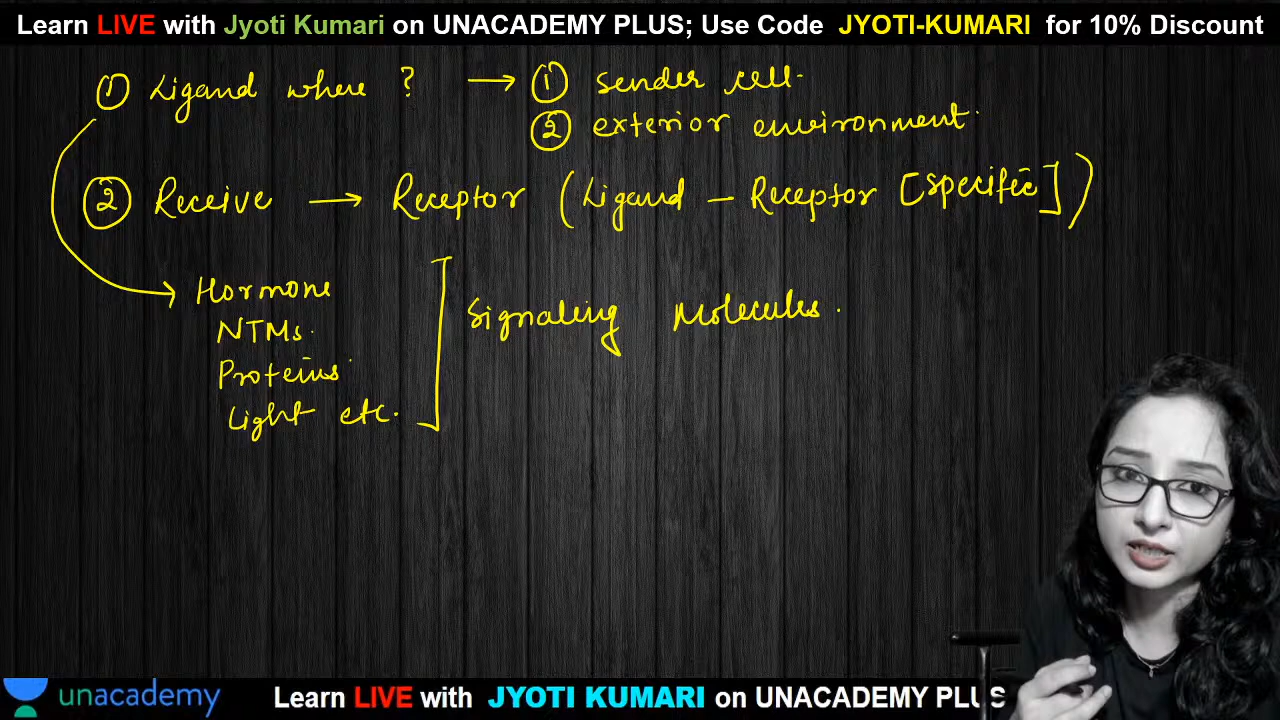 Learn LIVE with Jyoti Kumari on UNACADEMY PLUS; Use Code JYOTI-KUMARI for 10% Discount
① Ligand where ? → ① Sender cell.
② exterior environment.
② Receive → Receptor (Ligand - Receptor [specific])
Hormone
NTMs.
Proteins
Light etc.
Signaling Molecules.
unacademy
Learn LIVE with JYOTI KUMARI on UNACADEMY PLUS